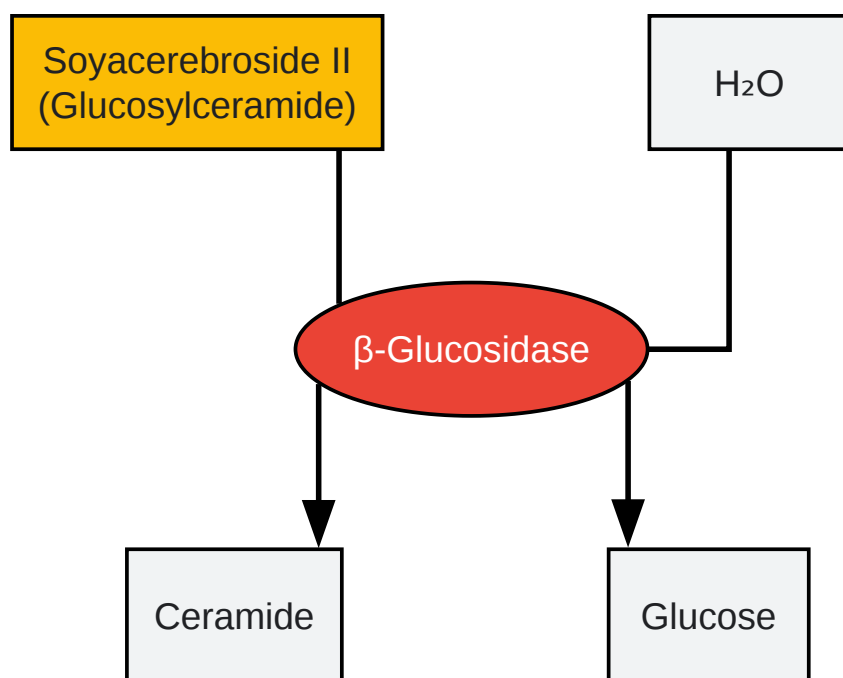 Soyacerebroside II
(Glucosylceramide)
H₂O
β-Glucosidase
Ceramide
Glucose